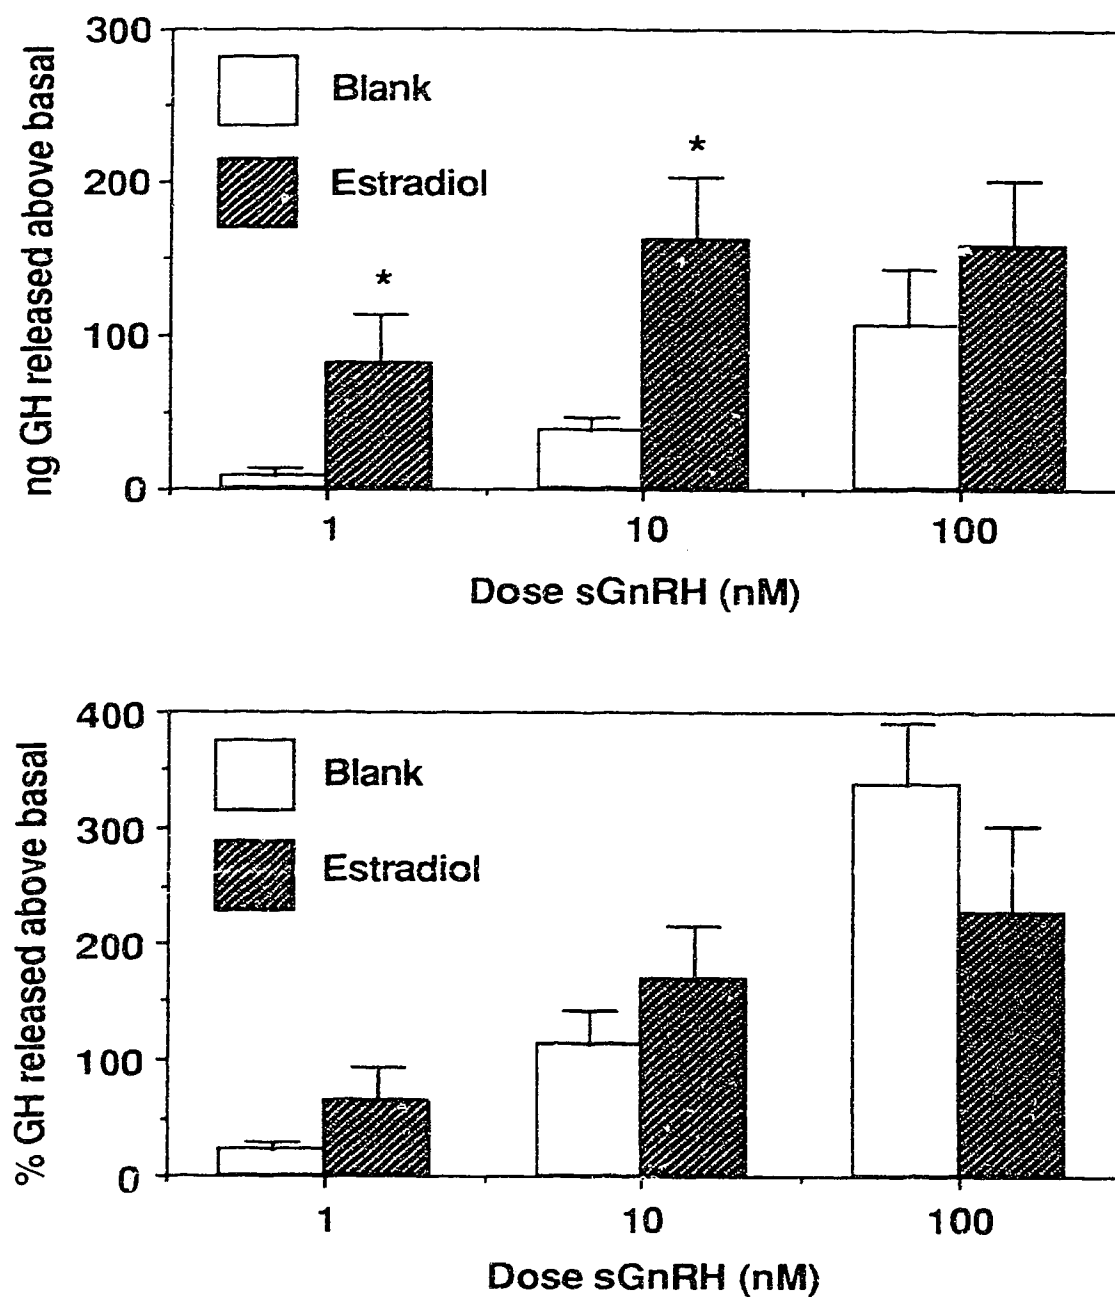 ng GH released above basal
300
200
100
0
Blank
Estradiol
*
*
1 10 100
Dose sGnRH (nM)
% GH released above basal
400
300
200
100
0
Blank
Estradiol
1 10 100
Dose sGnRH (nM)